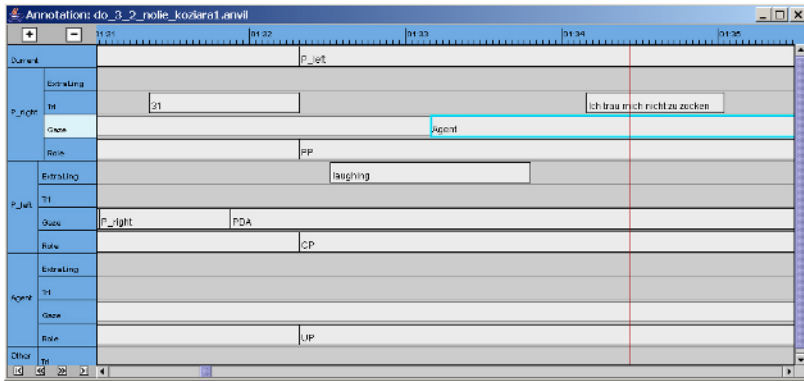 Annotation: do_3_2_nolie_koziara1.anvil
01:31 01:32 01:33 01:34 01:35
Current P_left
P_right
ExtraLing
Trl 31 Ich trau mich nicht zu zocken
Gaze Agent
Role PP
P_left
ExtraLing laughing
Trl
Gaze P_right PDA
Role CP
Agent
ExtraLing
Trl
Gaze
Role UP
Other
Trl